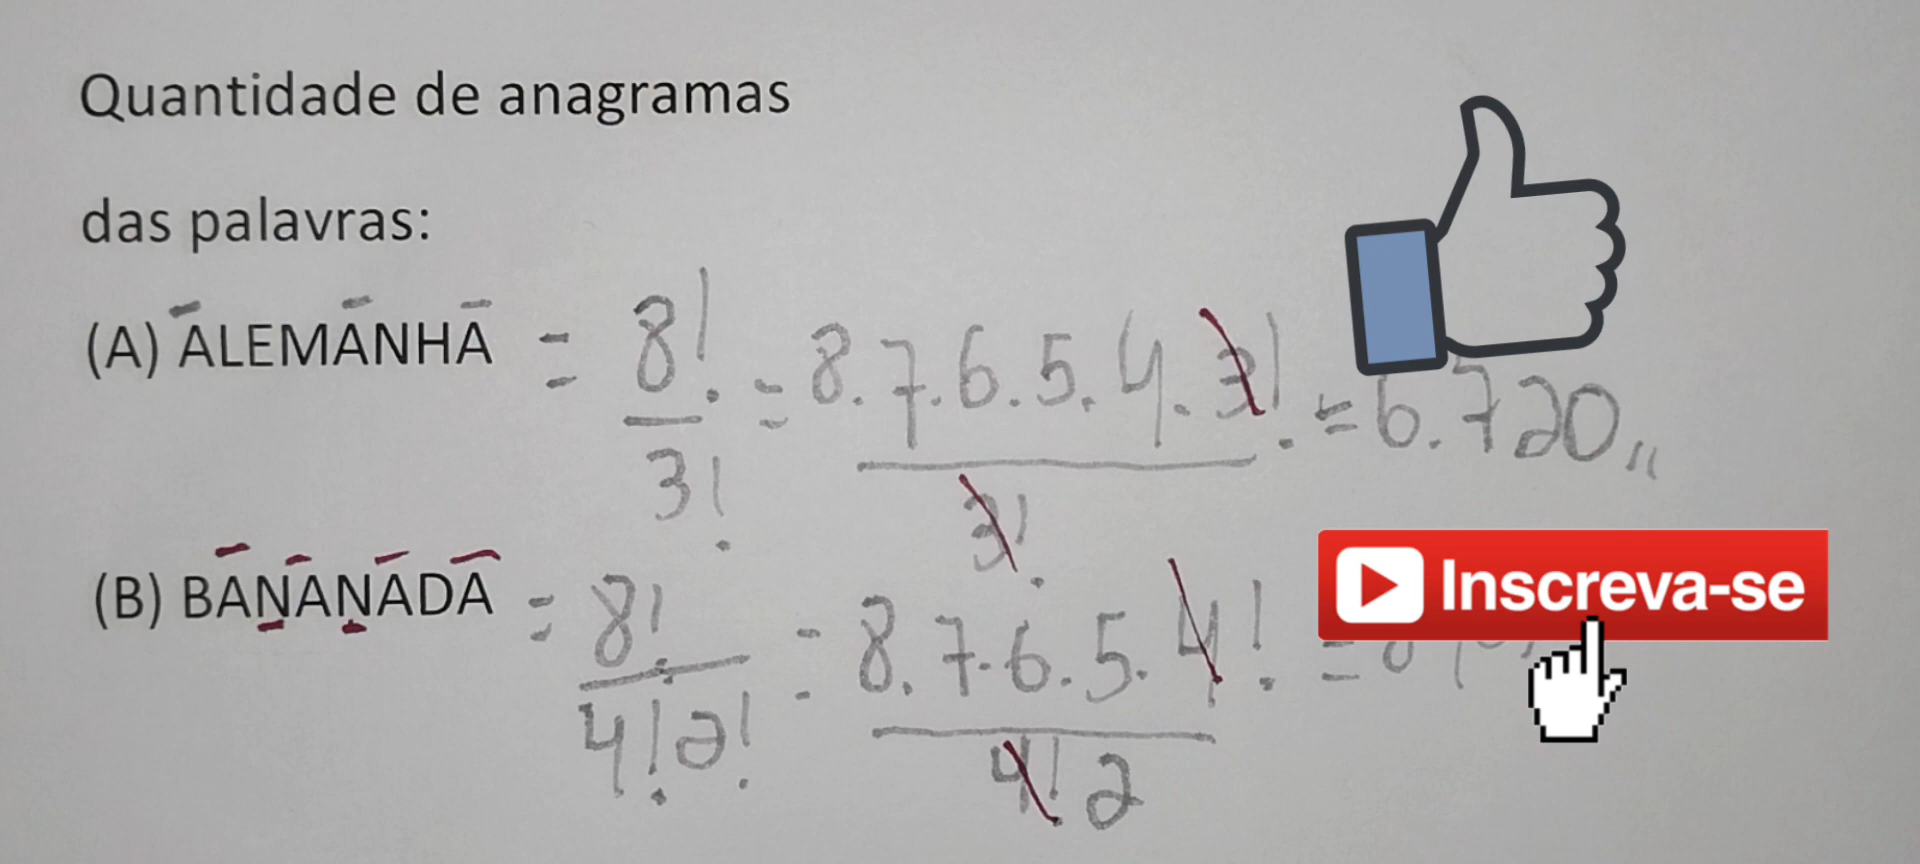 Quantidade de anagramas
das palavras:
(A) ALEMANHA = 8!/3! = 8.7.6.5.4.3!/3! = 6.720,,
(B) BANANADA = 8!/4!2! = 8.7.6.5.4!/4!2 =
Inscreva-se